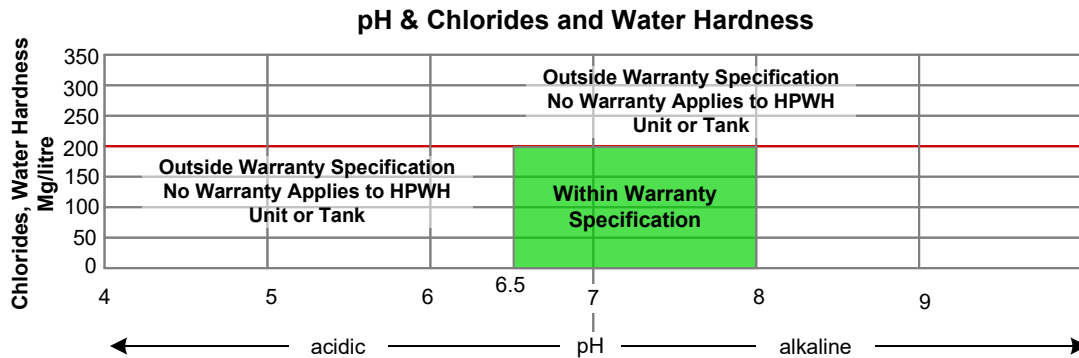 pH & Chlorides and Water Hardness
Chlorides, Water Hardness
Mg/litre
350
300
250
200
150
100
50
0
Outside Warranty Specification
No Warranty Applies to HPWH
Unit or Tank
Outside Warranty Specification
No Warranty Applies to HPWH
Unit or Tank
Within Warranty
Specification
4
5
6
6.5
7
8
9
acidic
pH
alkaline